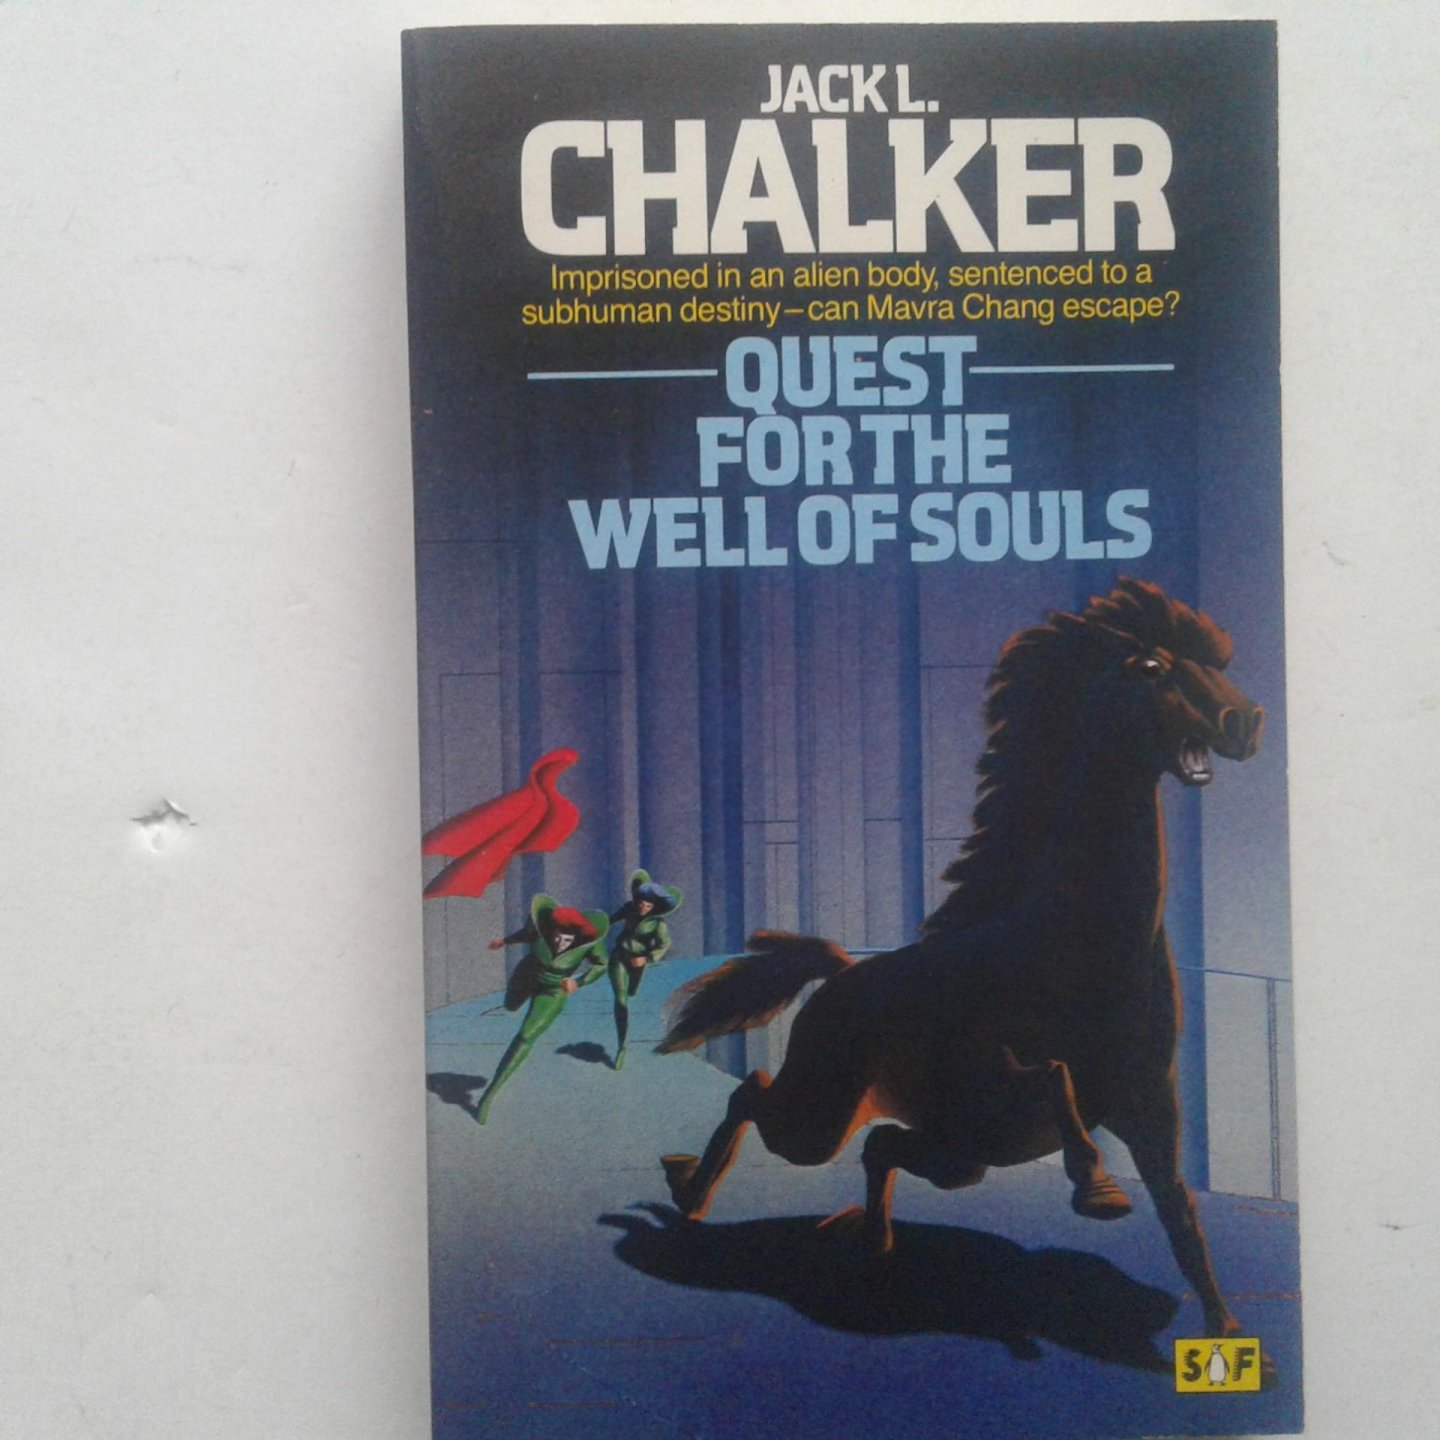 JACK L.
CHALKER
Imprisoned in an alien body, sentenced to a
subhuman destiny–can Mavra Chang escape?
QUEST
FOR THE
WELL OF SOULS
SF